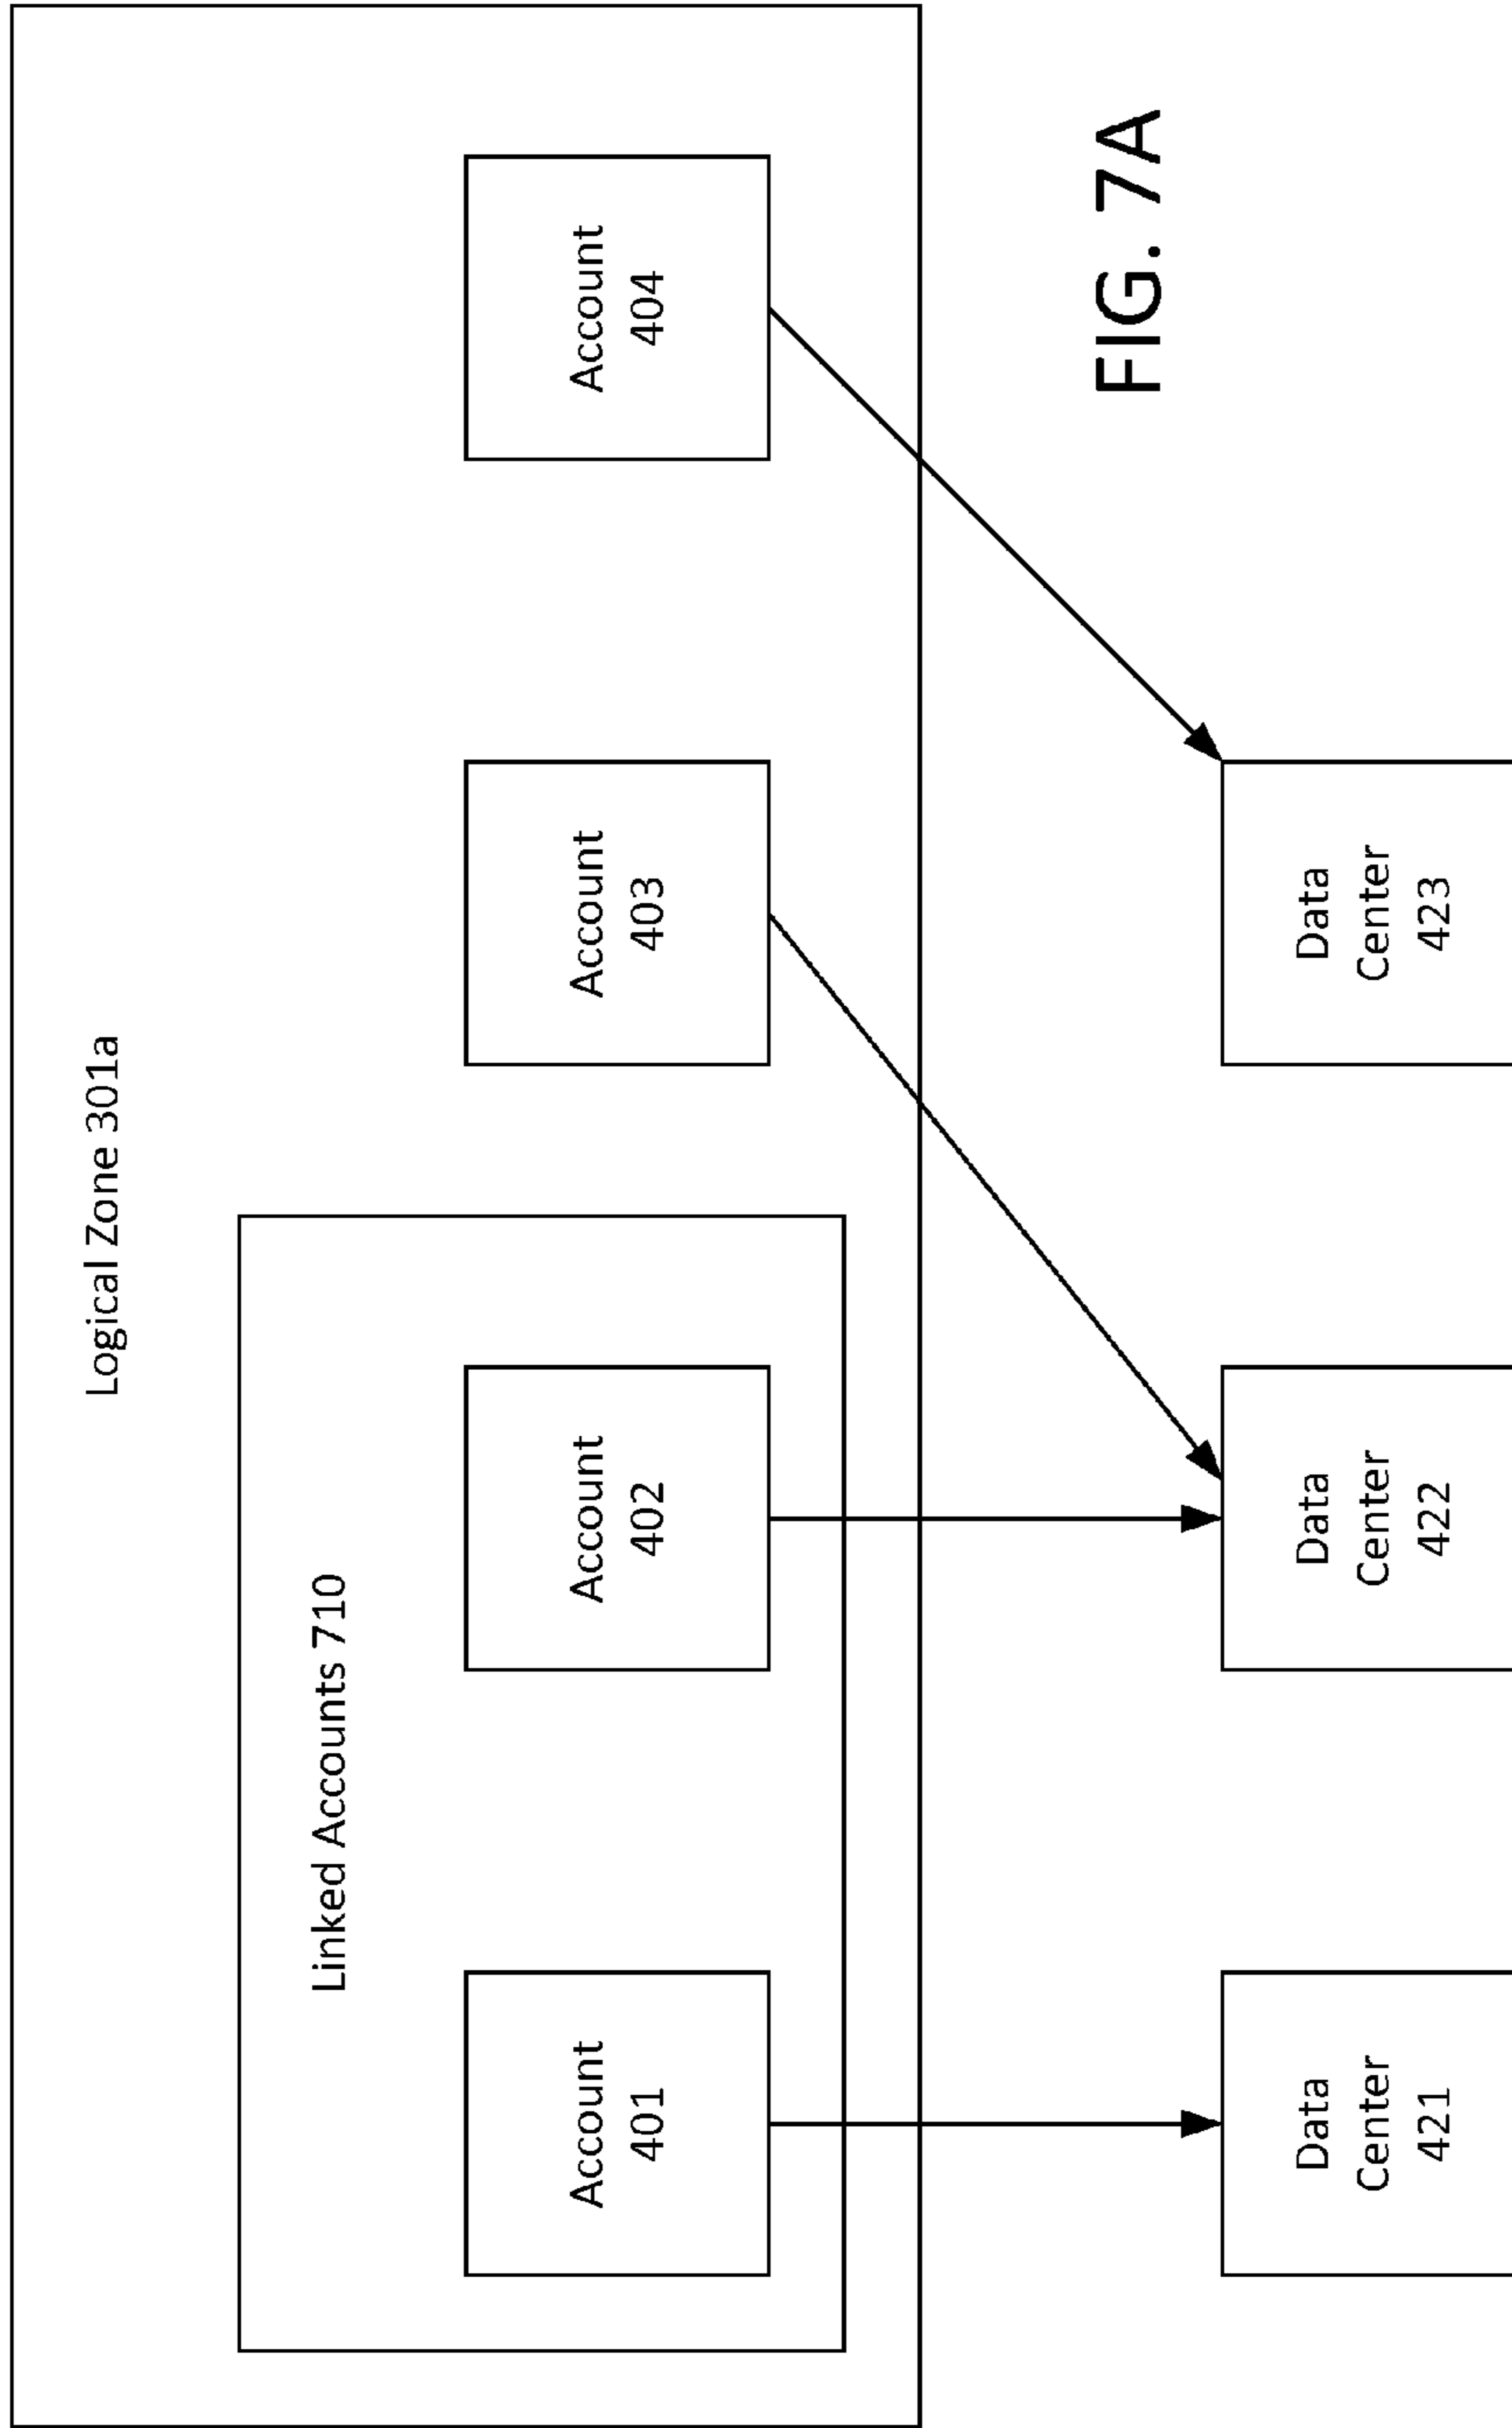 Logical Zone 301a
Linked Accounts 710
Account
401
Account
402
Account
403
Account
404
Data
Center
421
Data
Center
422
Data
Center
423
FIG. 7A